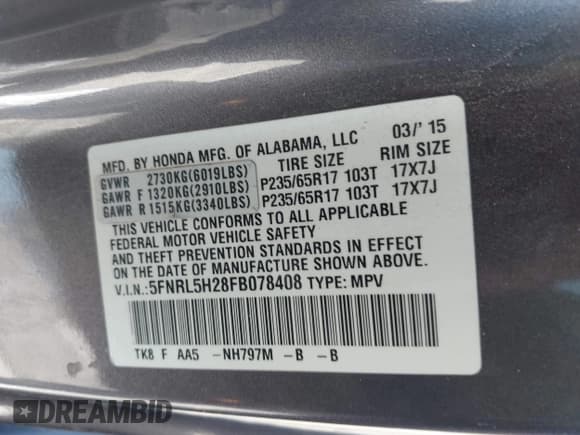 MFD. BY HONDA MFG. OF ALABAMA, LLC 03/' 15
TIRE SIZE RIM SIZE
GVWR 2730KG(6019LBS)
GAWR F 1320KG(2910LBS) P235/65R17 103T 17X7J
GAWR R 1515KG(3340LBS) P235/65R17 103T 17X7J
THIS VEHICLE CONFORMS TO ALL APPLICABLE
FEDERAL MOTOR VEHICLE SAFETY
AND THEFT PREVENTION STANDARDS IN EFFECT
ON THE DATE OF MANUFACTURE SHOWN ABOVE.
V.I.N.: 5FNRL5H28FB078408 TYPE: MPV
TK8 F AA5 -NH797M -B -B
DREAMBID